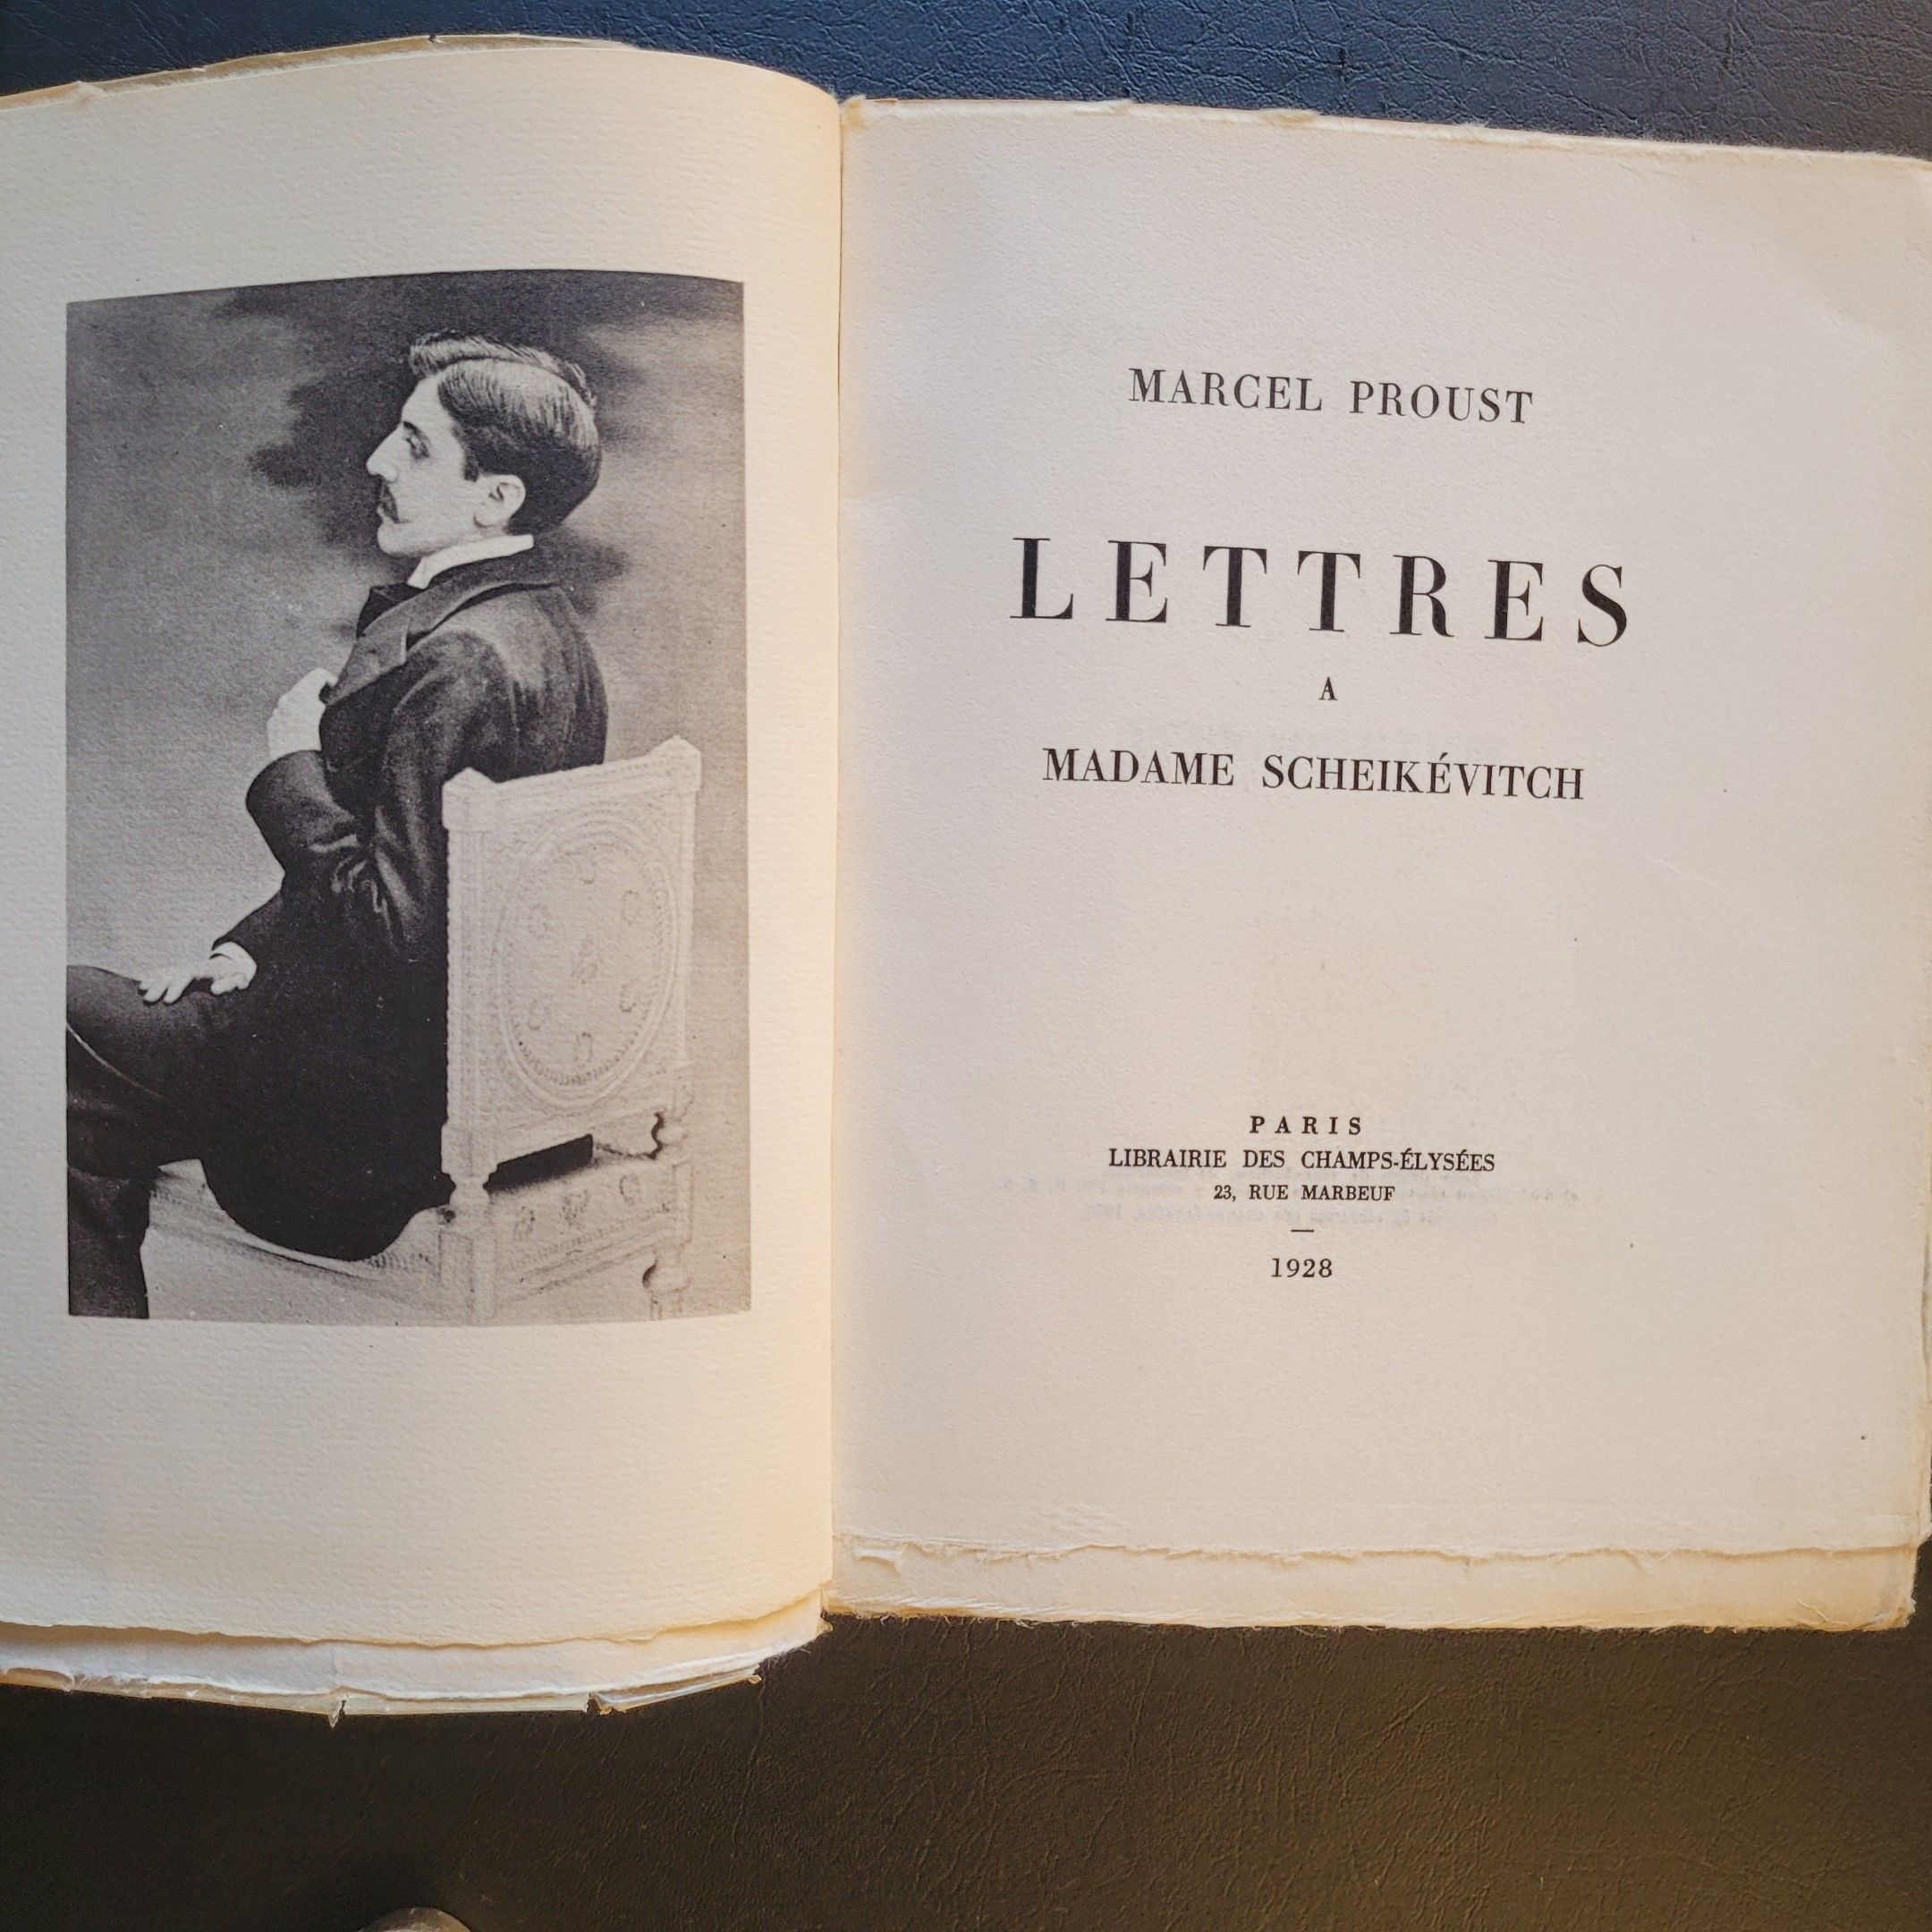 MARCEL PROUST
LETTRES
A
MADAME SCHEIKÉVITCH
PARIS
LIBRAIRIE DES CHAMPS-ÉLYSÉES
23, RUE MARBEUF
1928